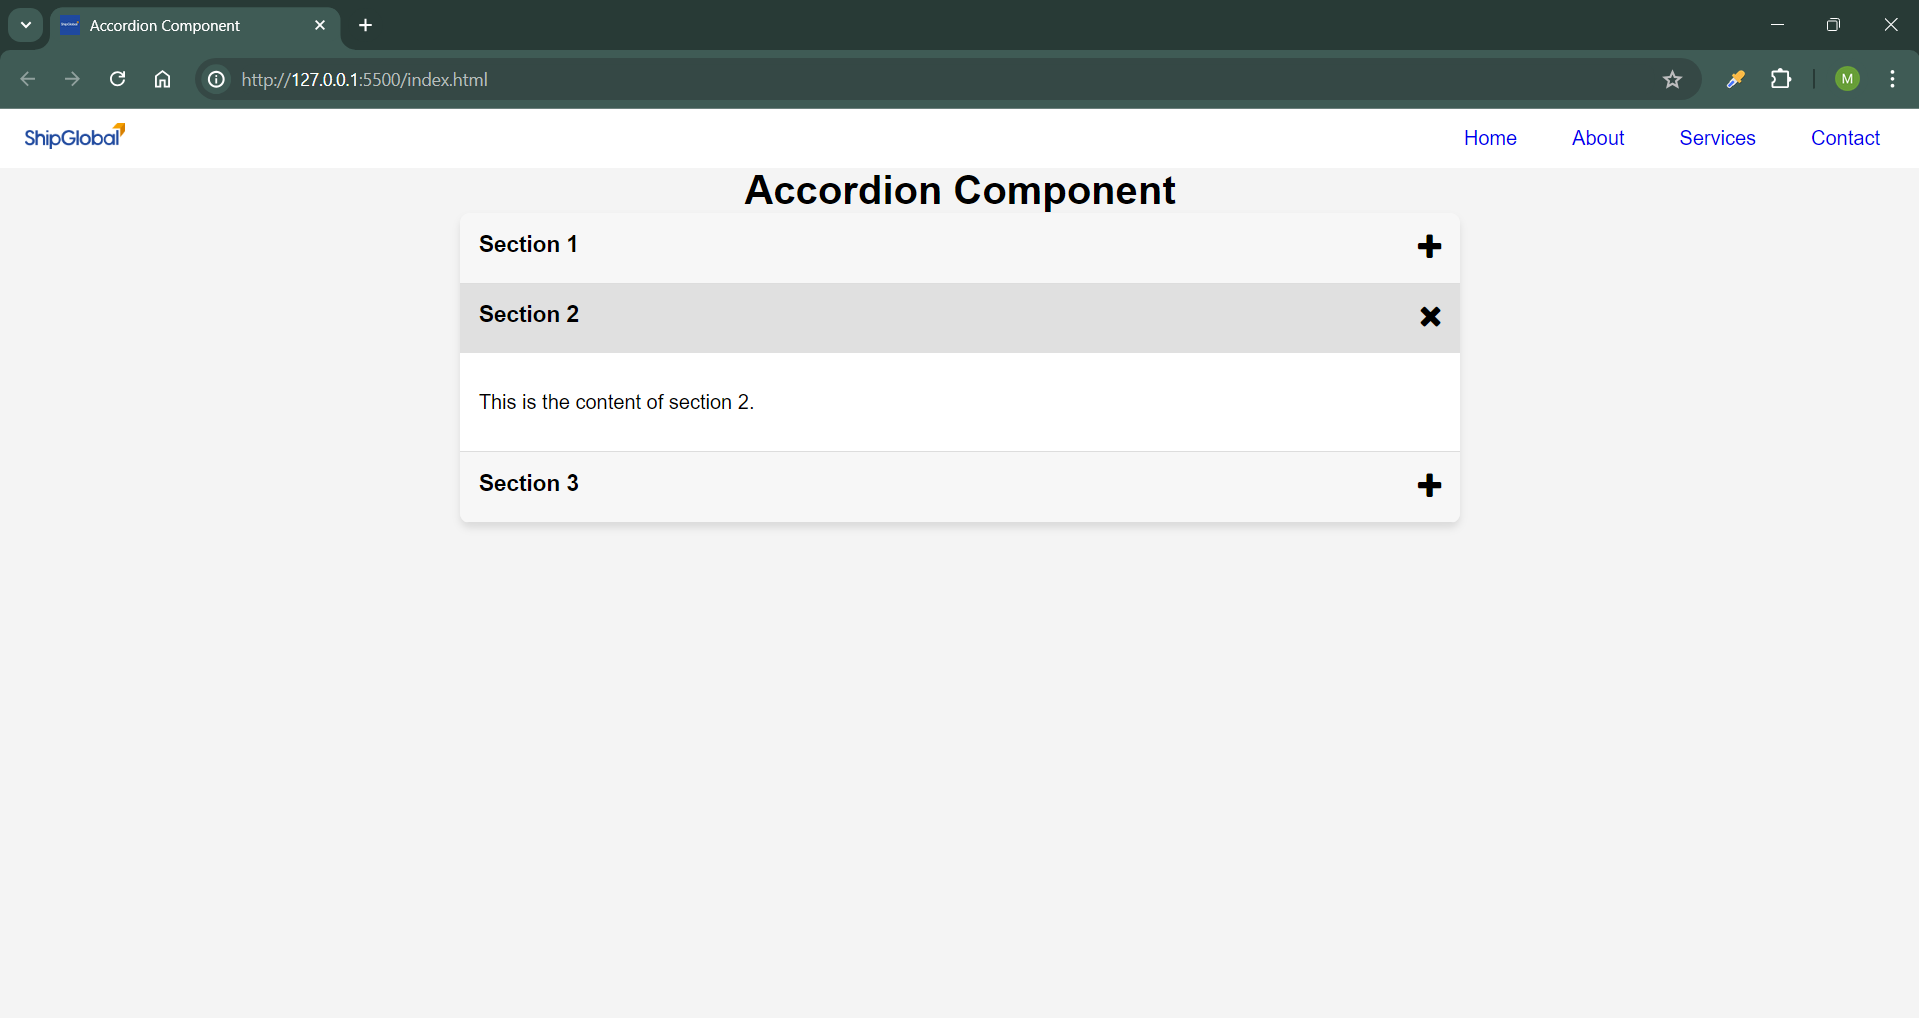 Accordion Component
http://127.0.0.1:5500/index.html
M
ShipGlobal
Home About Services Contact
Accordion Component
Section 1
Section 2
This is the content of section 2.
Section 3